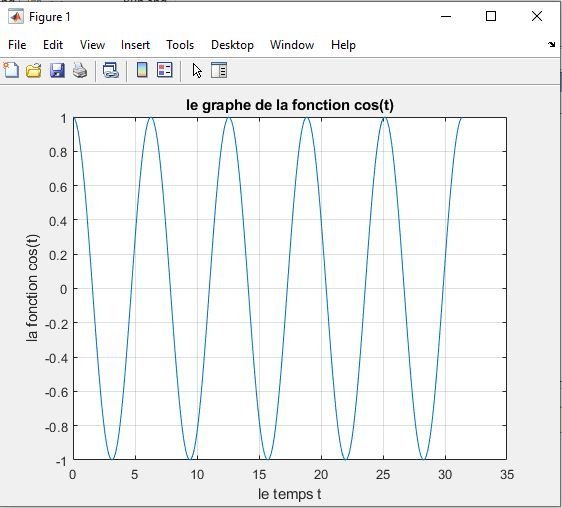 Figure 1
File Edit View Insert Tools Desktop Window Help
le graphe de la fonction cos(t)
1
0.8
0.6
0.4
0.2
0
-0.2
-0.4
-0.6
-0.8
-1
la fonction cos(t)
0 5 10 15 20 25 30 35
le temps t